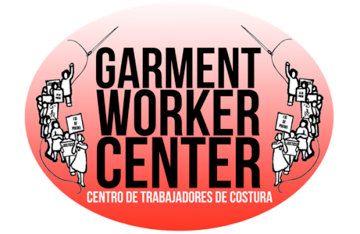 GARMENT
WORKER
CENTER
CENTRO DE TRABAJADORES DE COSTURA